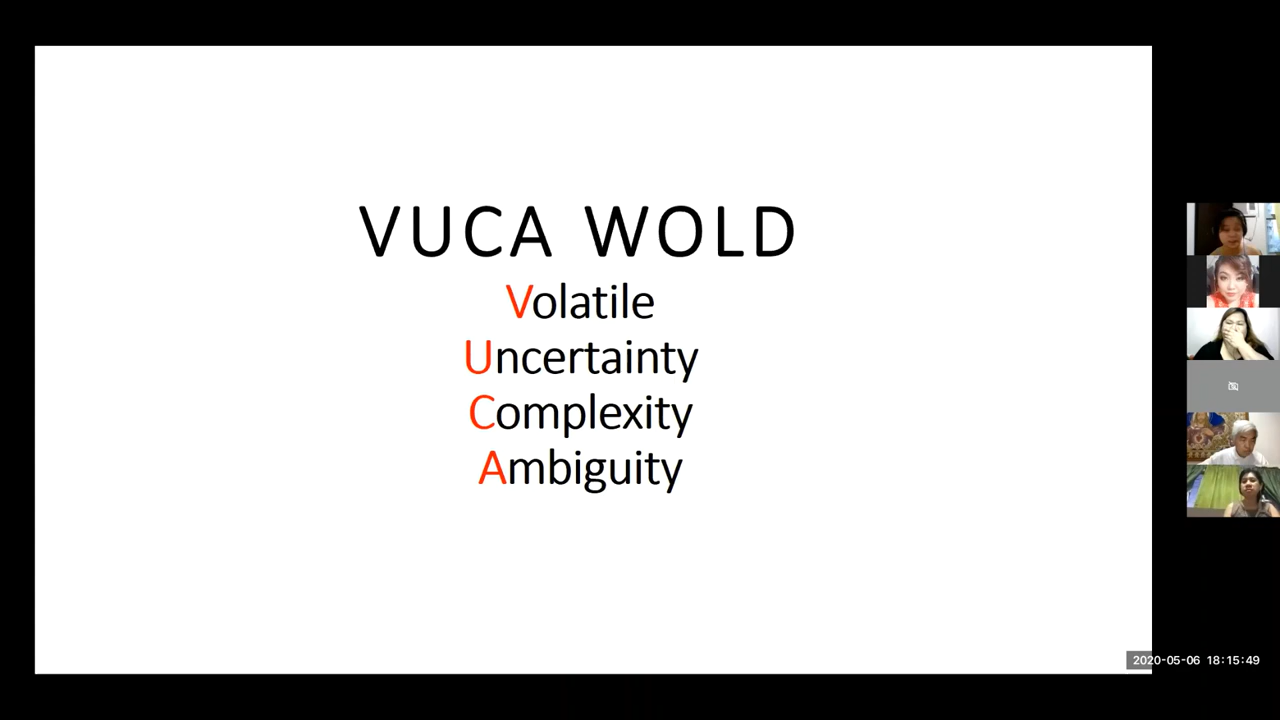 VUCA WOLD
Volatile
Uncertainty
Complexity
Ambiguity
2020-05-06 18:15:49